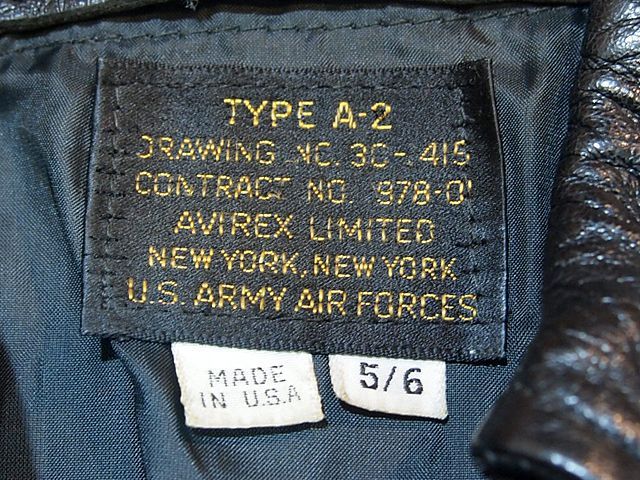 TYPE A-2
DRAWING NO. 30-1415
CONTRACT NO. 1978-01
AVIREX LIMITED
NEW YORK, NEW YORK
U.S. ARMY AIR FORCES
MADE
IN U.S.A
5/6